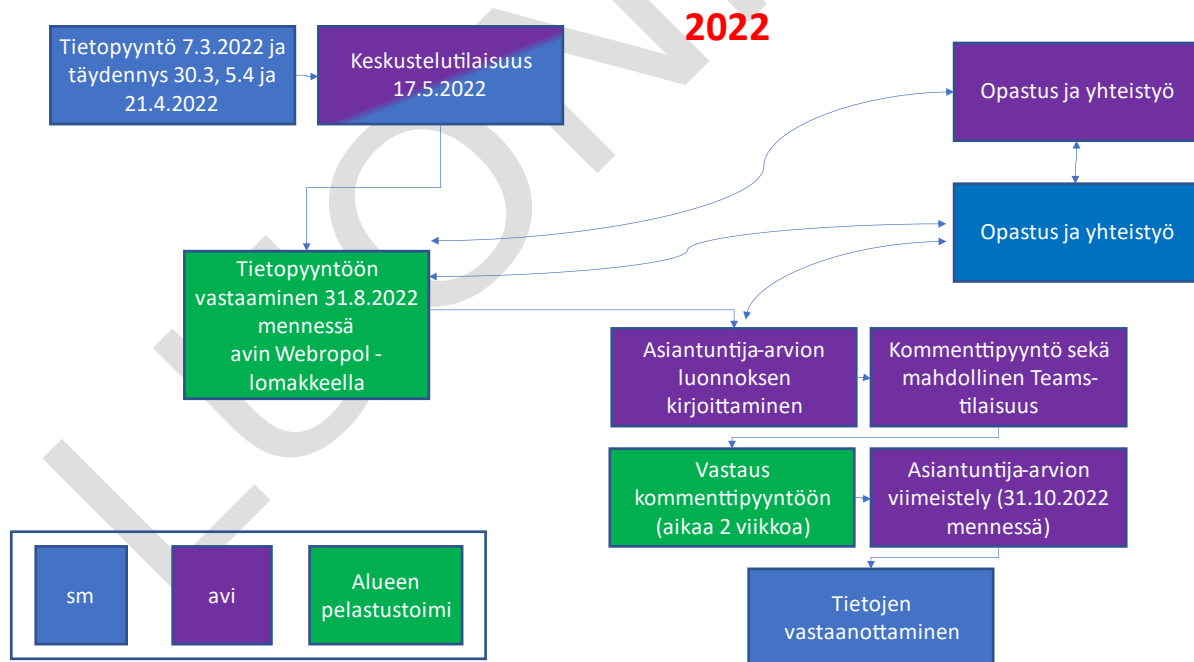 2022
Tietopyyntö 7.3.2022 ja
täydennys 30.3, 5.4 ja
21.4.2022
Keskustelutilaisuus
17.5.2022
Opastus ja yhteistyö
Opastus ja yhteistyö
Tietopyyntöön
vastaaminen 31.8.2022
mennessä
avin Webropol -
lomakkeella
Asiantuntija-arvion
luonnoksen
kirjoittaminen
Kommenttipyyntö sekä
mahdollinen Teams-
tilaisuus
Vastaus
kommenttipyyntöön
(aikaa 2 viikkoa)
Asiantuntija-arvion
viimeistely (31.10.2022
mennessä)
Tietojen
vastaanottaminen
sm
avi
Alueen
pelastustoimi